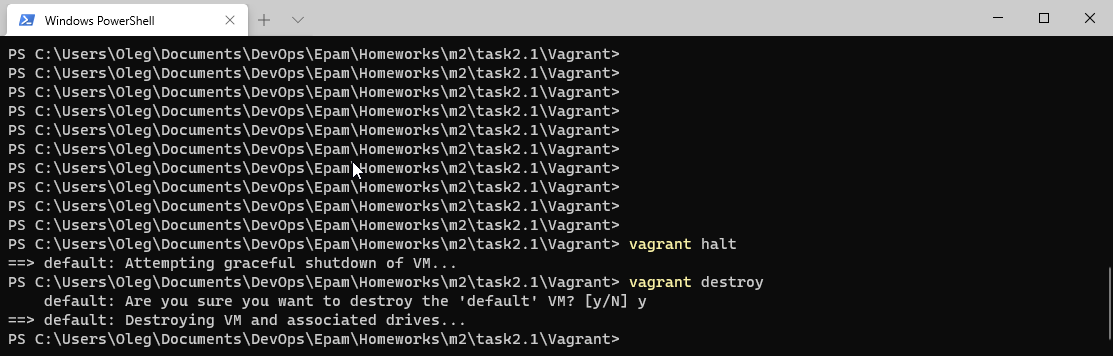 Windows PowerShell
PS C:\Users\Oleg\Documents\DevOps\Epam\Homeworks\m2\task2.1\Vagrant>
PS C:\Users\Oleg\Documents\DevOps\Epam\Homeworks\m2\task2.1\Vagrant>
PS C:\Users\Oleg\Documents\DevOps\Epam\Homeworks\m2\task2.1\Vagrant>
PS C:\Users\Oleg\Documents\DevOps\Epam\Homeworks\m2\task2.1\Vagrant>
PS C:\Users\Oleg\Documents\DevOps\Epam\Homeworks\m2\task2.1\Vagrant>
PS C:\Users\Oleg\Documents\DevOps\Epam\Homeworks\m2\task2.1\Vagrant>
PS C:\Users\Oleg\Documents\DevOps\Epam\Homeworks\m2\task2.1\Vagrant>
PS C:\Users\Oleg\Documents\DevOps\Epam\Homeworks\m2\task2.1\Vagrant>
PS C:\Users\Oleg\Documents\DevOps\Epam\Homeworks\m2\task2.1\Vagrant>
PS C:\Users\Oleg\Documents\DevOps\Epam\Homeworks\m2\task2.1\Vagrant>
PS C:\Users\Oleg\Documents\DevOps\Epam\Homeworks\m2\task2.1\Vagrant> vagrant halt
==> default: Attempting graceful shutdown of VM...
PS C:\Users\Oleg\Documents\DevOps\Epam\Homeworks\m2\task2.1\Vagrant> vagrant destroy
    default: Are you sure you want to destroy the 'default' VM? [y/N] y
==> default: Destroying VM and associated drives...
PS C:\Users\Oleg\Documents\DevOps\Epam\Homeworks\m2\task2.1\Vagrant>